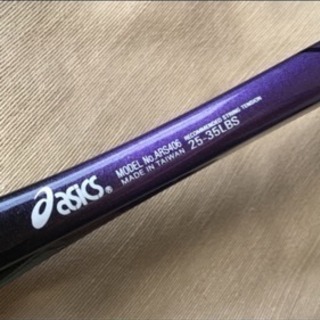 asics®
MODEL No.ARS406
MADE IN TAIWAN
RECOMMENDED STRING TENSION
25-35LBS